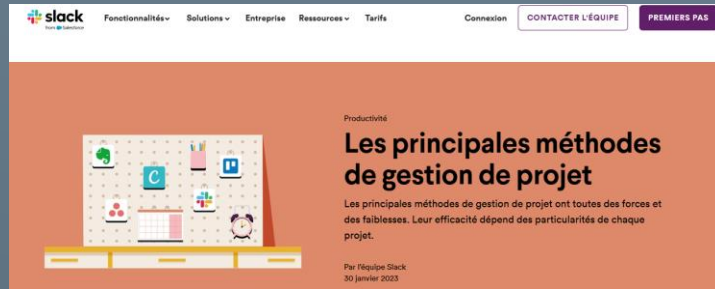 slack
from Salesforce
Fonctionnalités
Solutions
Entreprise
Ressources
Tarifs
Connexion
CONTACTER L'ÉQUIPE
PREMIERS PAS
Productivité
Les principales méthodes
de gestion de projet
Les principales méthodes de gestion de projet ont toutes des forces et
des faiblesses. Leur efficacité dépend des particularités de chaque
projet.
Par l'équipe Slack
30 janvier 2023
C